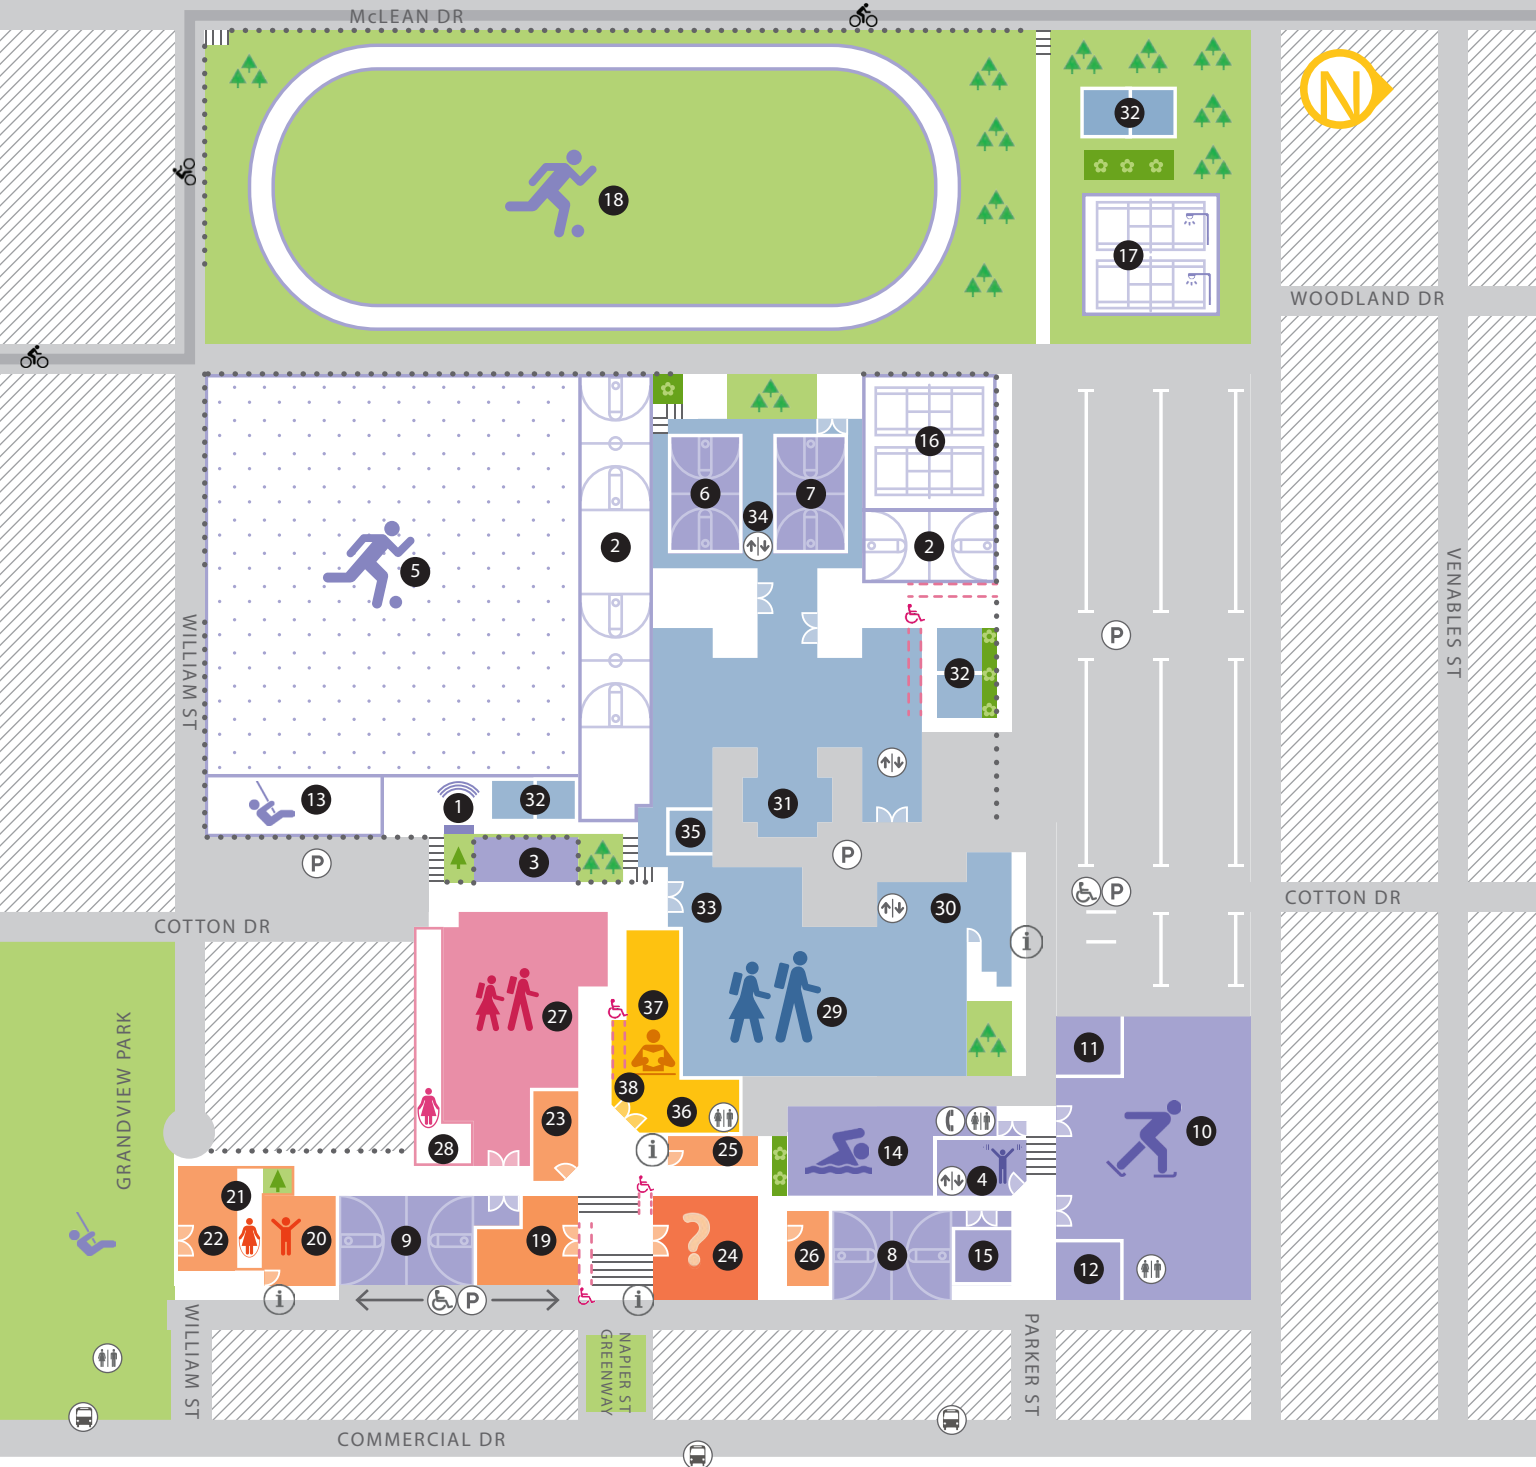 McLEAN DR
N
32
18
17
WOODLAND DR
16
6
7
34
2
2
5
VENABLES ST
P
WILLIAM ST
32
13
1
32
31
35
3
P
P
P
COTTON DR
33
30
COTTON DR
i
37
29
27
GRANDVIEW PARK
11
38
36
23
10
28
i
25
14
4
21
22
20
9
19
24
26
8
15
12
i
P
i
WILLIAM ST
NAPIER ST
GREENWAY
PARKER ST
COMMERCIAL DR